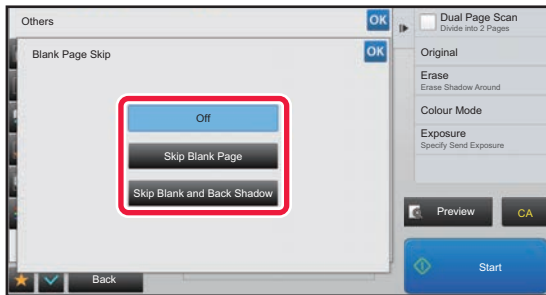 Others
OK
Blank Page Skip
OK
Off
Skip Blank Page
Skip Blank and Back Shadow
Back
Dual Page Scan
Divide into 2 Pages
Original
Erase
Erase Shadow Around
Colour Mode
Exposure
Specify Send Exposure
Preview
CA
Start